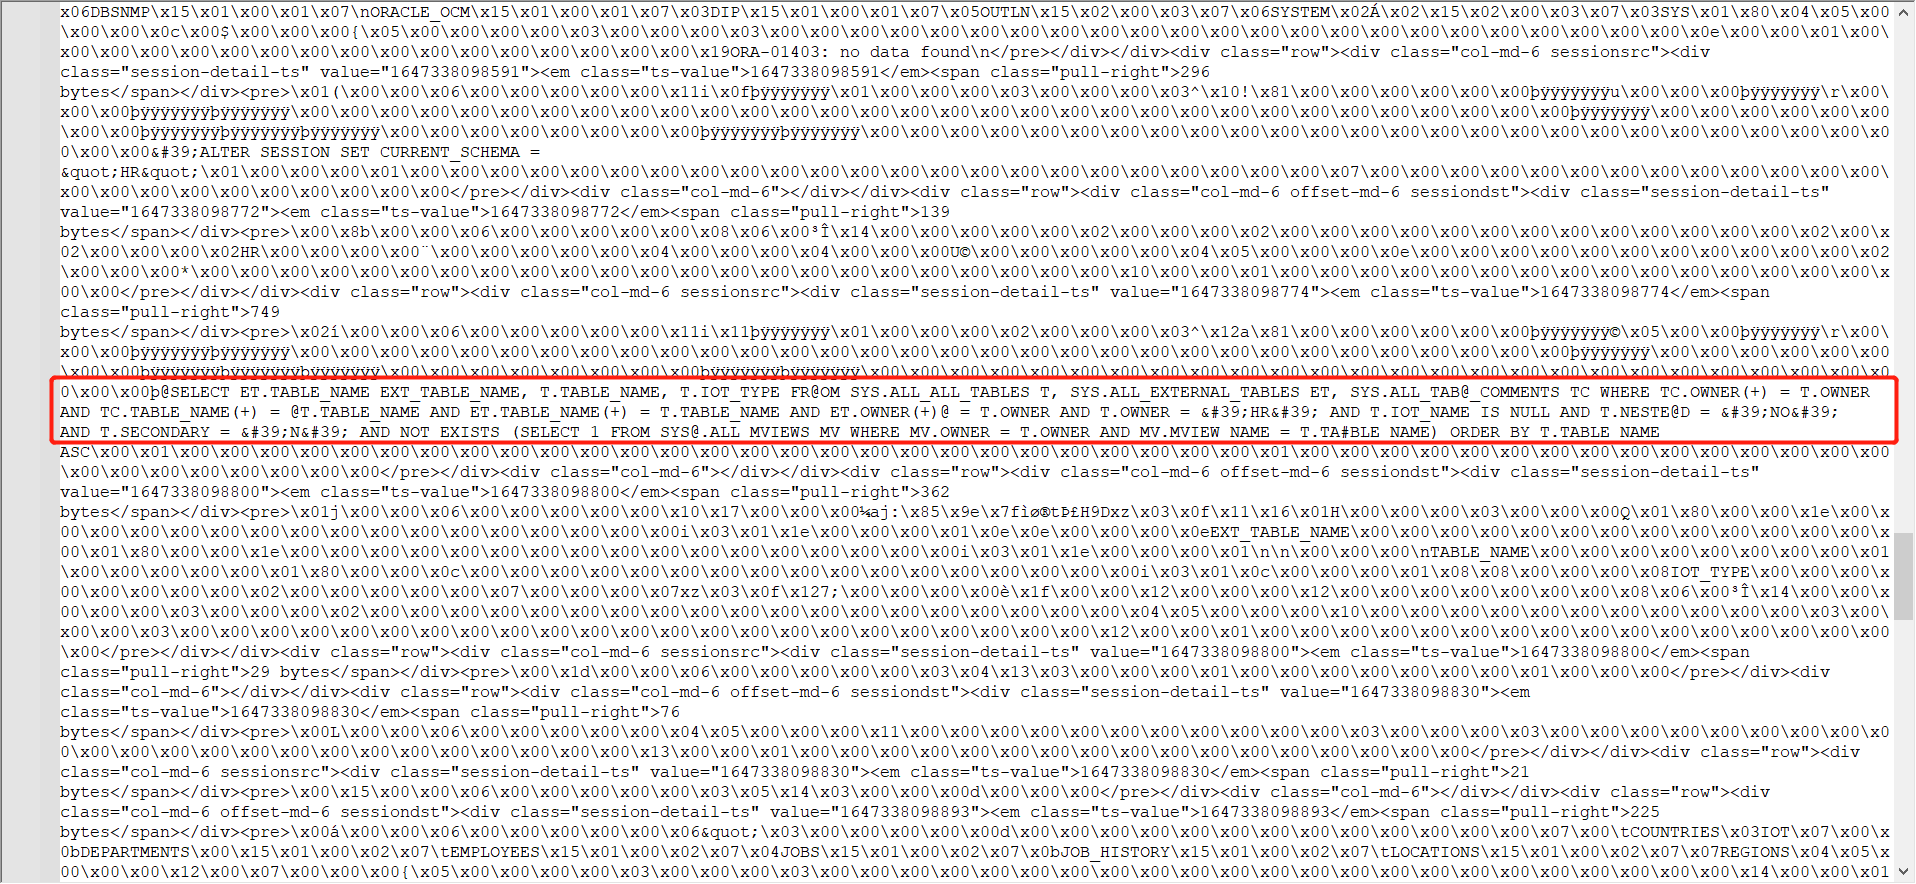 x06DBSNMP\x15\x01\x00\x01\x07\nORACLE_OCM\x15\x01\x00\x01\x07\x03DIP\x15\x01\x00\x01\x07\x05OUTLN\x15\x02\x00\x03\x07\x06SYSTEM\x02Á\x02\x15\x02\x00\x03\x07\x03SYS\x01\x80\x04\x05\x00
\x00\x00\x0c\x00$\x00\x00\x00{\x05\x00\x00\x00\x00\x03\x00\x00\x00\x03\x00\x00\x00\x00\x00\x00\x00\x00\x00\x00\x00\x00\x00\x00\x00\x00\x00\x00\x00\x00\x00\x00\x00\x0e\x00\x00\x01\x00\
x00\x00\x00\x00\x00\x00\x00\x00\x00\x00\x00\x00\x00\x00\x00\x00\x19ORA-01403: no data found\n</pre></div></div><div class="row"><div class="col-md-6 sessionsrc"><div
class="session-detail-ts" value="1647338098591"><em class="ts-value">1647338098591</em><span class="pull-right">296
bytes</span></div><pre>\x01(\x00\x00\x06\x00\x00\x00\x00\x00\x11i\x0fþÿÿÿÿÿÿÿ\x01\x00\x00\x00\x03\x00\x00\x00\x03^\x10!\x81\x00\x00\x00\x00\x00\x00þÿÿÿÿÿÿÿu\x00\x00\x00þÿÿÿÿÿÿÿ\r\x00\
x00\x00\x00þÿÿÿÿÿÿÿþÿÿÿÿÿÿÿ\x00\x00\x00\x00\x00\x00\x00\x00\x00\x00\x00\x00\x00\x00\x00\x00\x00\x00\x00\x00\x00\x00\x00\x00\x00\x00\x00\x00\x00\x00\x00\x00þÿÿÿÿÿÿÿ\x00\x00\x00\x00\x00\x00
\x00\x00þÿÿÿÿÿÿÿþÿÿÿÿÿÿÿþÿÿÿÿÿÿÿ\x00\x00\x00\x00\x00\x00\x00\x00þÿÿÿÿÿÿÿþÿÿÿÿÿÿÿ\x00\x00\x00\x00\x00\x00\x00\x00\x00\x00\x00\x00\x00\x00\x00\x00\x00\x00\x00\x00\x00\x00\x00\x00\x00\x0
0\x00\x00&#39;ALTER SESSION SET CURRENT_SCHEMA =
&quot;HR&quot;\x01\x00\x00\x00\x01\x00\x00\x00\x00\x00\x00\x00\x00\x00\x00\x00\x00\x00\x00\x00\x00\x00\x00\x00\x00\x00\x00\x00\x07\x00\x00\x00\x00\x00\x00\x00\x00\x00\x00\x00\x00\x00\
x00\x00\x00\x00\x00\x00\x00\x00\x00\x00</pre></div><div class="col-md-6"></div></div><div class="row"><div class="col-md-6 offset-md-6 sessiondst"><div class="session-detail-ts"
value="1647338098772"><em class="ts-value">1647338098772</em><span class="pull-right">139
bytes</span></div><pre>\x00\x8b\x00\x00\x06\x00\x00\x00\x00\x00\x08\x06\x00³Î\x14\x00\x00\x00\x00\x00\x02\x00\x00\x00\x02\x00\x00\x00\x00\x00\x00\x00\x00\x00\x00\x00\x00\x00\x02\x00\x
02\x00\x00\x00\x02HR\x00\x00\x00\x00¨\x00\x00\x00\x00\x04\x00\x00\x00\x04\x00\x00\x00U©\x00\x00\x00\x00\x04\x05\x00\x00\x00\x0e\x00\x00\x00\x00\x00\x00\x00\x00\x00\x00\x00\x02
\x00\x00\x00*\x00\x00\x00\x00\x00\x00\x00\x00\x00\x00\x00\x00\x00\x00\x00\x00\x00\x00\x00\x00\x00\x00\x00\x10\x00\x00\x01\x00\x00\x00\x00\x00\x00\x00\x00\x00\x00\x00\x00\x00\x00\x
00\x00</pre></div></div><div class="row"><div class="col-md-6 sessionsrc"><div class="session-detail-ts" value="1647338098774"><em class="ts-value">1647338098774</em><span
class="pull-right">749
bytes</span></div><pre>\x02í\x00\x00\x06\x00\x00\x00\x00\x00\x11i\x11þÿÿÿÿÿÿÿ\x01\x00\x00\x00\x02\x00\x00\x00\x03^\x12a\x81\x00\x00\x00\x00\x00\x00þÿÿÿÿÿÿÿ©\x05\x00\x00þÿÿÿÿÿÿÿ\r\x00\
x00\x00\x00þÿÿÿÿÿÿÿþÿÿÿÿÿÿÿ\x00\x00\x00\x00\x00\x00\x00\x00\x00\x00\x00\x00\x00\x00\x00\x00\x00\x00\x00\x00\x00\x00\x00\x00\x00\x00\x00\x00\x00\x00\x00\x00þÿÿÿÿÿÿÿ\x00\x00\x00\x00\x00\x00
\x00\x00þÿÿÿÿÿÿÿþÿÿÿÿÿÿÿþÿÿÿÿÿÿÿ\x00\x00\x00\x00\x00\x00\x00\x00þÿÿÿÿÿÿÿþÿÿÿÿÿÿÿ\x00\x00\x00\x00\x00\x00\x00\x00\x00\x00\x00\x00\x00\x00\x00\x00\x00\x00\x00\x00\x00\x00\x00\x00\x00\x0
0\x00\x00þ@SELECT ET.TABLE_NAME EXT_TABLE_NAME, T.TABLE_NAME, T.IOT_TYPE FR@OM SYS.ALL_ALL_TABLES T, SYS.ALL_EXTERNAL_TABLES ET, SYS.ALL_TAB@_COMMENTS TC WHERE TC.OWNER(+) = T.OWNER
AND TC.TABLE_NAME(+) = @T.TABLE_NAME AND ET.TABLE_NAME(+) = T.TABLE_NAME AND ET.OWNER(+)@ = T.OWNER AND T.OWNER = &#39;HR&#39; AND T.IOT_NAME IS NULL AND T.NESTE@D = &#39;NO&#39;
AND T.SECONDARY = &#39;N&#39; AND NOT EXISTS (SELECT 1 FROM SYS@.ALL_MVIEWS MV WHERE MV.OWNER = T.OWNER AND MV.MVIEW_NAME = T.TA#BLE_NAME) ORDER BY T.TABLE_NAME
ASC\x00\x01\x00\x00\x00\x00\x00\x00\x00\x00\x00\x00\x00\x00\x00\x00\x00\x00\x00\x00\x00\x00\x00\x00\x00\x00\x00\x00\x00\x00\x01\x00\x00\x00\x00\x00\x00\x00\x00\x00\x00\x00\x00\x00\x00
\x00\x00\x00\x00\x00\x00\x00\x00</pre></div><div class="col-md-6"></div></div><div class="row"><div class="col-md-6 offset-md-6 sessiondst"><div class="session-detail-ts"
value="1647338098800"><em class="ts-value">1647338098800</em><span class="pull-right">362
bytes</span></div><pre>\x01j\x00\x00\x06\x00\x00\x00\x00\x00\x10\x17\x00\x00\x00¼aj:\x85\x9e\x7fìø®tÞ£H9Dxz\x03\x0f\x11\x16\x01H\x00\x00\x00\x03\x00\x00\x00Q\x01\x80\x00\x00\x1e\x00\x00
\x00\x00\x00\x00\x00\x00\x00\x00\x00\x00\x00\x00\x00\x00\x00i\x03\x01\x1e\x00\x00\x00\x01\x0e\x0e\x00\x00\x00\x0eEXT_TABLE_NAME\x00\x00\x00\x00\x00\x00\x00\x00\x00\x00\x00\x00\x00
\x00\x01\x80\x00\x00\x1e\x00\x00\x00\x00\x00\x00\x00\x00\x00\x00\x00\x00\x00\x00\x00\x00\x00i\x03\x01\x1e\x00\x00\x00\x01\n\n\x00\x00\x00\nTABLE_NAME\x00\x00\x00\x00\x00\x00\x00\x00\x01
\x00\x00\x00\x00\x00\x01\x80\x00\x00\x0c\x00\x00\x00\x00\x00\x00\x00\x00\x00\x00\x00\x00\x00\x00\x00\x00\x00i\x03\x01\x0c\x00\x00\x00\x01\x08\x08\x00\x00\x00\x08IOT_TYPE\x00\x00\x00\x00
\x00\x00\x00\x00\x02\x00\x00\x00\x00\x00\x07\x00\x00\x00\x07xz\x03\x0f\x127;\x00\x00\x00\x00è\x1f\x00\x00\x12\x00\x00\x00\x12\x00\x00\x00\x00\x00\x00\x00\x08\x06\x00³Î\x14\x00\x00\x
00\x00\x00\x03\x00\x00\x00\x02\x00\x00\x00\x00\x00\x00\x00\x00\x00\x00\x00\x00\x00\x00\x00\x00\x00\x00\x00\x04\x05\x00\x00\x00\x10\x00\x00\x00\x00\x00\x00\x00\x00\x00\x00\x00\x03\x00\
x00\x00\x03\x00\x00\x00\x00\x00\x00\x00\x00\x00\x00\x00\x00\x00\x00\x00\x00\x00\x00\x00\x00\x00\x00\x00\x12\x00\x00\x01\x00\x00\x00\x00\x00\x00\x00\x00\x00\x00\x00\x00\x00\x00\x00
\x00</pre></div></div><div class="row"><div class="col-md-6 sessionsrc"><div class="session-detail-ts" value="1647338098800"><em class="ts-value">1647338098800</em><span
class="pull-right">29 bytes</span></div><pre>\x00\x1d\x00\x00\x06\x00\x00\x00\x00\x00\x03\x04\x13\x03\x00\x00\x00\x01\x00\x00\x00\x00\x00\x00\x00\x01\x00\x00\x00</pre></div><div
class="col-md-6"></div></div><div class="row"><div class="col-md-6 offset-md-6 sessiondst"><div class="session-detail-ts" value="1647338098830"><em
class="ts-value">1647338098830</em><span class="pull-right">76
bytes</span></div><pre>\x00L\x00\x00\x06\x00\x00\x00\x00\x00\x04\x05\x00\x00\x00\x11\x00\x00\x00\x00\x00\x00\x00\x00\x00\x00\x00\x03\x00\x00\x00\x03\x00\x00\x00\x00\x00\x00\x00\x0
0\x00\x00\x00\x00\x00\x00\x00\x00\x00\x00\x00\x00\x00\x00\x00\x13\x00\x00\x01\x00\x00\x00\x00\x00\x00\x00\x00\x00\x00\x00\x00\x00\x00\x00\x00</pre></div></div><div class="row"><div
class="col-md-6 sessionsrc"><div class="session-detail-ts" value="1647338098830"><em class="ts-value">1647338098830</em><span class="pull-right">21
bytes</span></div><pre>\x00\x15\x00\x00\x06\x00\x00\x00\x00\x00\x03\x05\x14\x03\x00\x00\x00d\x00\x00\x00</pre></div><div class="col-md-6"></div></div><div class="row"><div
class="col-md-6 offset-md-6 sessiondst"><div class="session-detail-ts" value="1647338098893"><em class="ts-value">1647338098893</em><span class="pull-right">225
bytes</span></div><pre>\x00á\x00\x00\x06\x00\x00\x00\x00\x00\x06&quot;\x03\x00\x00\x00\x00\x00d\x00\x00\x00\x00\x00\x00\x00\x00\x00\x00\x00\x00\x00\x07\x00\x00\tCOUNTRIES\x03IOT\x07\x00\x0
bDEPARTMENTS\x00\x15\x01\x00\x02\x07\tEMPLOYEES\x15\x01\x00\x02\x07\x04JOBS\x15\x01\x00\x02\x07\x0bJOB_HISTORY\x15\x01\x00\x02\x07\tLOCATIONS\x15\x01\x00\x02\x07\x07REGIONS\x04\x05\x
00\x00\x00\x12\x00\x07\x00\x00\x00{\x05\x00\x00\x00\x00\x03\x00\x00\x00\x03\x00\x00\x00\x00\x00\x00\x00\x00\x00\x00\x00\x00\x00\x00\x00\x00\x00\x00\x00\x00\x00\x00\x00\x14\x00\x00\x01